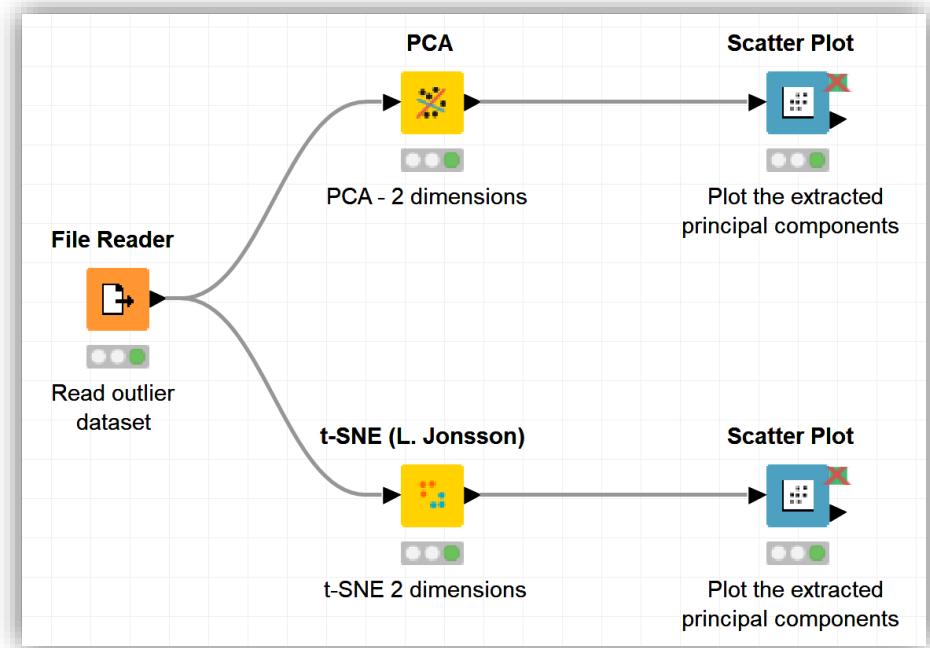 PCA
Scatter Plot
PCA - 2 dimensions
Plot the extracted
principal components
File Reader
Read outlier
dataset
t-SNE (L. Jonsson)
Scatter Plot
t-SNE 2 dimensions
Plot the extracted
principal components